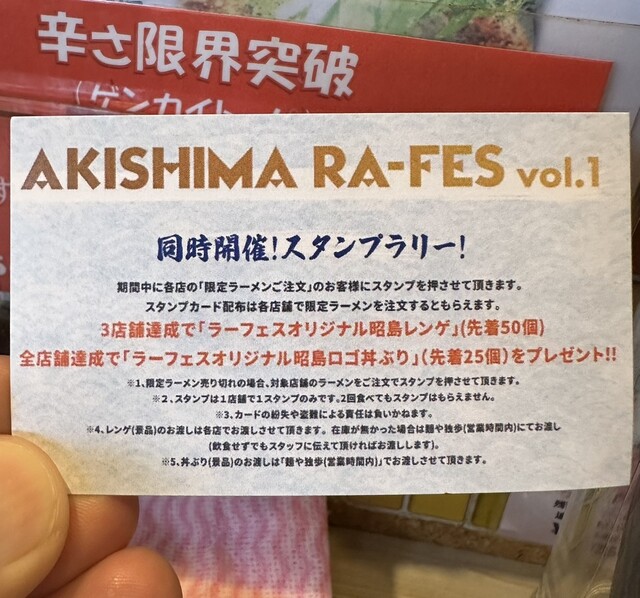 辛さ限界突破
(ゲンカイト
AKISHIMA RA-FES vol.1
同時開催!スタンプラリー!
期間中に各店の「限定ラーメンご注文」のお客様にスタンプを押させて頂きます。
スタンプカード配布は各店舗で限定ラーメンを注文するともらえます。
3店舗達成で「ラーフェスオリジナル昭島レンゲ」(先着50個)
全店舗達成で「ラーフェスオリジナル昭島ロゴ丼ぶり」(先着25個)をプレゼント!!
※1、限定ラーメン売り切れの場合、対象店舗のラーメンをご注文でスタンプを押させて頂きます。
※2、スタンプは1店舗で1スタンプのみです。2回食べてもスタンプはもらえません。
※3、カードの紛失や盗難による責任は負いかねます。
※4、レンゲ(景品)のお渡しは各店でお渡しさせて頂きます。在庫が無かった場合は麺や独歩(営業時間内)にてお渡し
(飲食せずでもスタッフに伝えて頂ければお渡しします)。
※5、丼ぶり(景品)のお渡しは「麺や独歩(営業時間内)」でお渡しさせて頂きます。